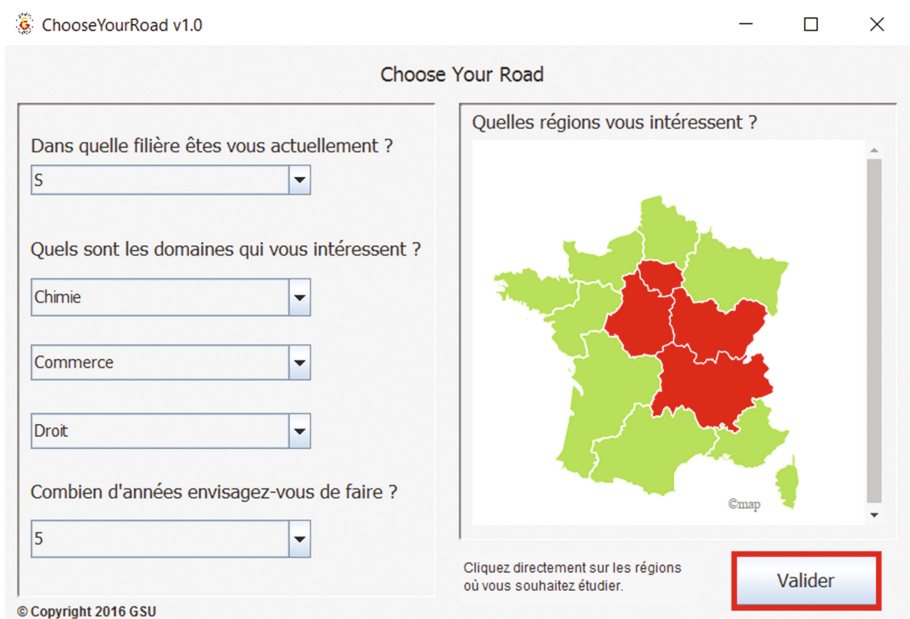 ChooseYourRoad v1.0
Choose Your Road
Dans quelle filière êtes vous actuellement ?
S
Quels sont les domaines qui vous intéressent ?
Chimie
Commerce
Droit
Combien d'années envisagez-vous de faire ?
5
© Copyright 2016 GSU
Quelles régions vous intéressent ?
©map
Cliquez directement sur les régions
où vous souhaitez étudier.
Valider